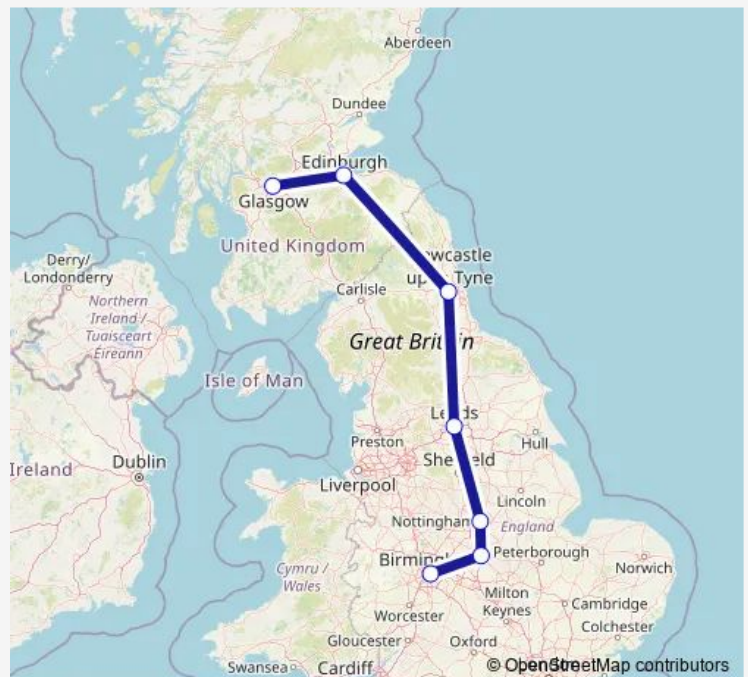 Aberdeen
Dundee
Edinburgh
Glasgow
United Kingdom
Derry/
Londonderry
Northern
Ireland /
Tuaisceart
Éireann
Carlisle
Tyne
Great
Isle of Man
Preston
Hull
Ireland
Dublin
Liverpool
Lincoln
Nottingham
England
Peterborough
Norwich
Cymru /
Wales
Milton
Keynes
Worcester
Cambridge
Colchester
Gloucester
Oxford
Swansea
Cardiff
© OpenStreetMap contributors